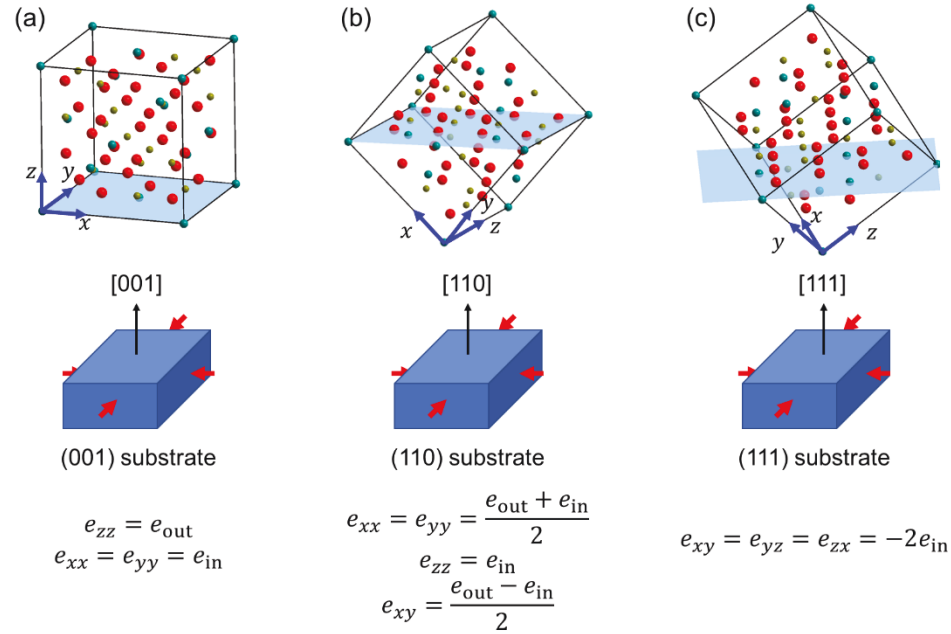 (a)
z
y
x
[001]
(001) substrate
e_zz = e_out
e_xx = e_yy = e_in
(b)
x
y
z
[110]
(110) substrate
e_xx = e_yy = (e_out + e_in)/2
e_zz = e_in
e_xy = (e_out − e_in)/2
(c)
y
x
z
[111]
(111) substrate
e_xy = e_yz = e_zx = −2e_in